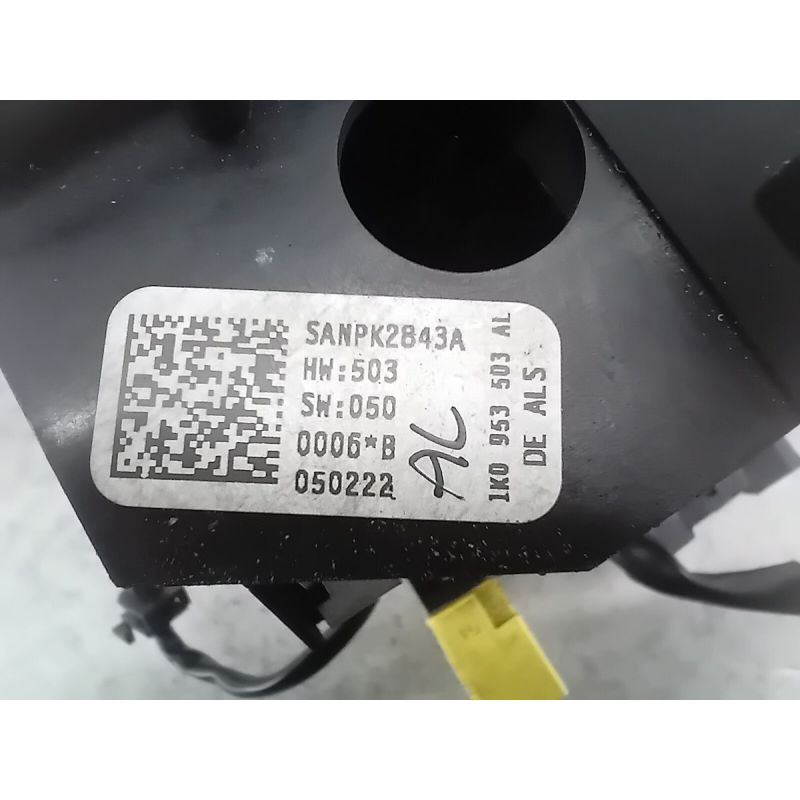 SANPK2843A
HW:503
SW:050
0006*B
050222
AL
1K0 953 503 AL
DE ALS